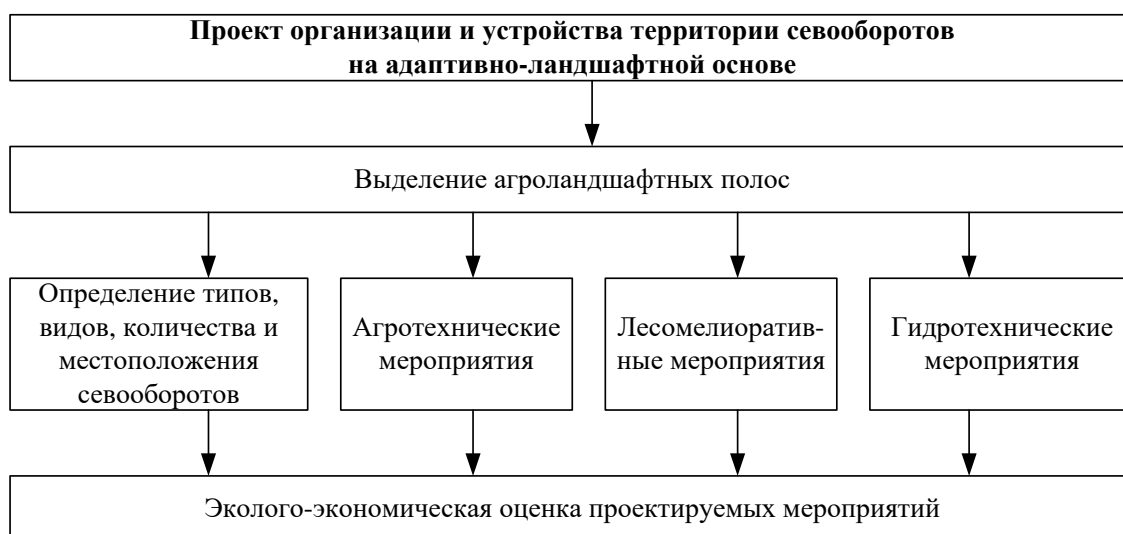 Проект организации и устройства территории севооборотов
на адаптивно-ландшафтной основе
Выделение агроландшафтных полос
Определение типов,
видов, количества и
местоположения
севооборотов
Агротехнические
мероприятия
Лесомелиоратив-
ные мероприятия
Гидротехнические
мероприятия
Эколого-экономическая оценка проектируемых мероприятий